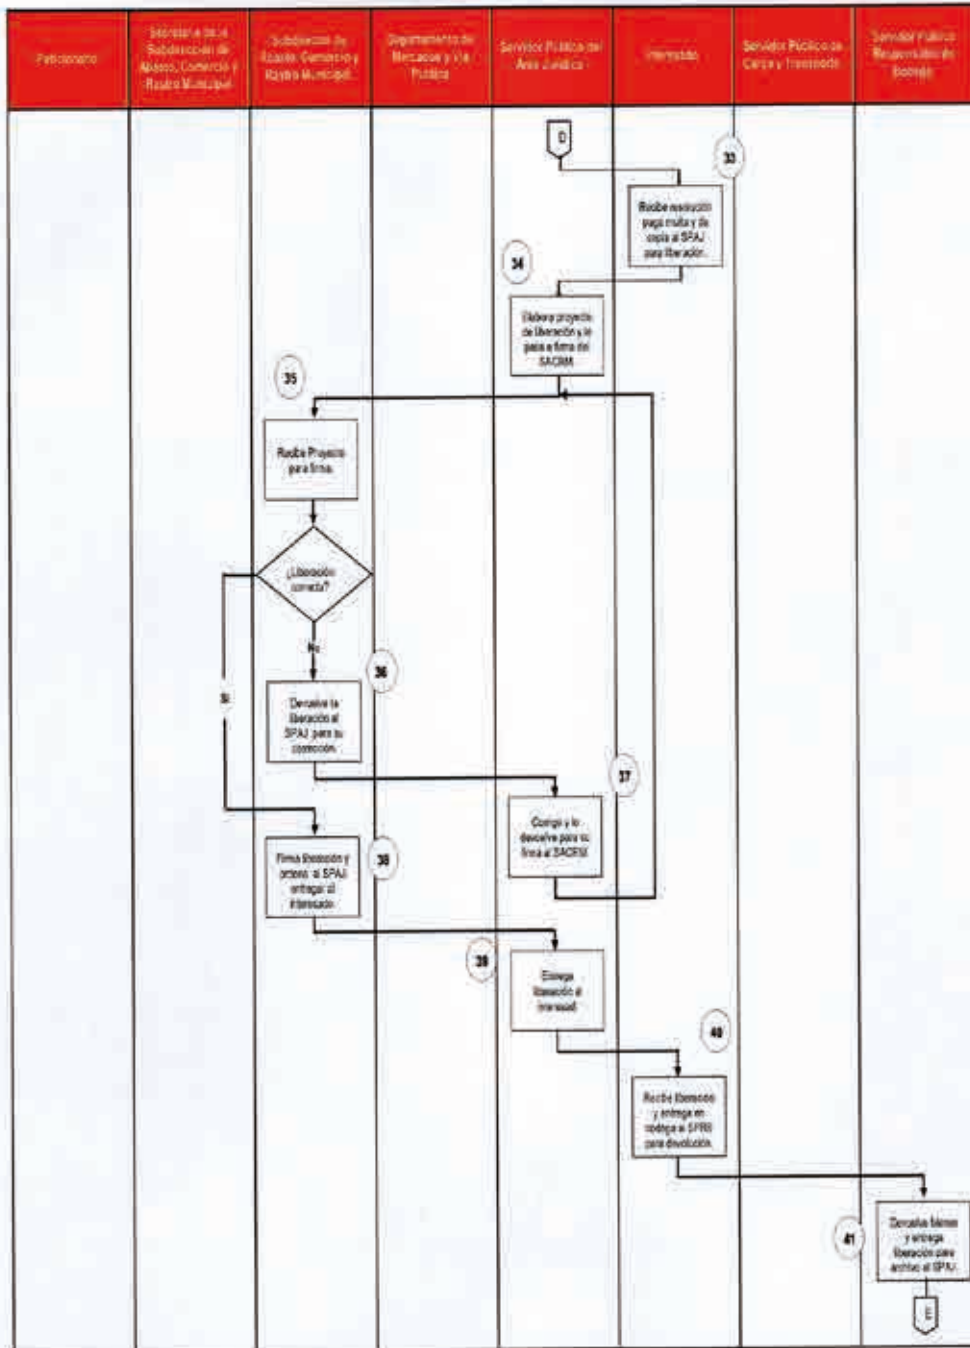 Peticionario
Secretaria de la
Subdirección de
Abasto, Comercio y
Rastro Municipal
Subdirección de
Abasto, Comercio y
Rastro Municipal
Departamento de
Mercados y Vía
Pública
Servidor Público del
Área Jurídica
Interesado
Servidor Público de
Carga y
Servidor Público
Responsable de
Bodega
D
33
Recibe resolución
paga multa y da
copia al SPAJ
para liberación.
34
Elabora proyecto
de liberación y lo
pasa a firma del
SACRM
35
Recibe Proyecto
para firma.
¿Liberación
correcta?
No
Si
36
Devuelve la
liberación al
SPAJ para su
corrección.
37
Corrige y lo
devuelve para su
firma al SACRM
38
Firma liberación y
ordena al SPAJ
entregar al
interesado
39
Entrega
liberación al
interesad
40
Recibe liberación
y entrega en
bodega al SPRB
para devolución.
41
Devuelve bienes
y entrega
liberación para
archivo al SPAJ.
E